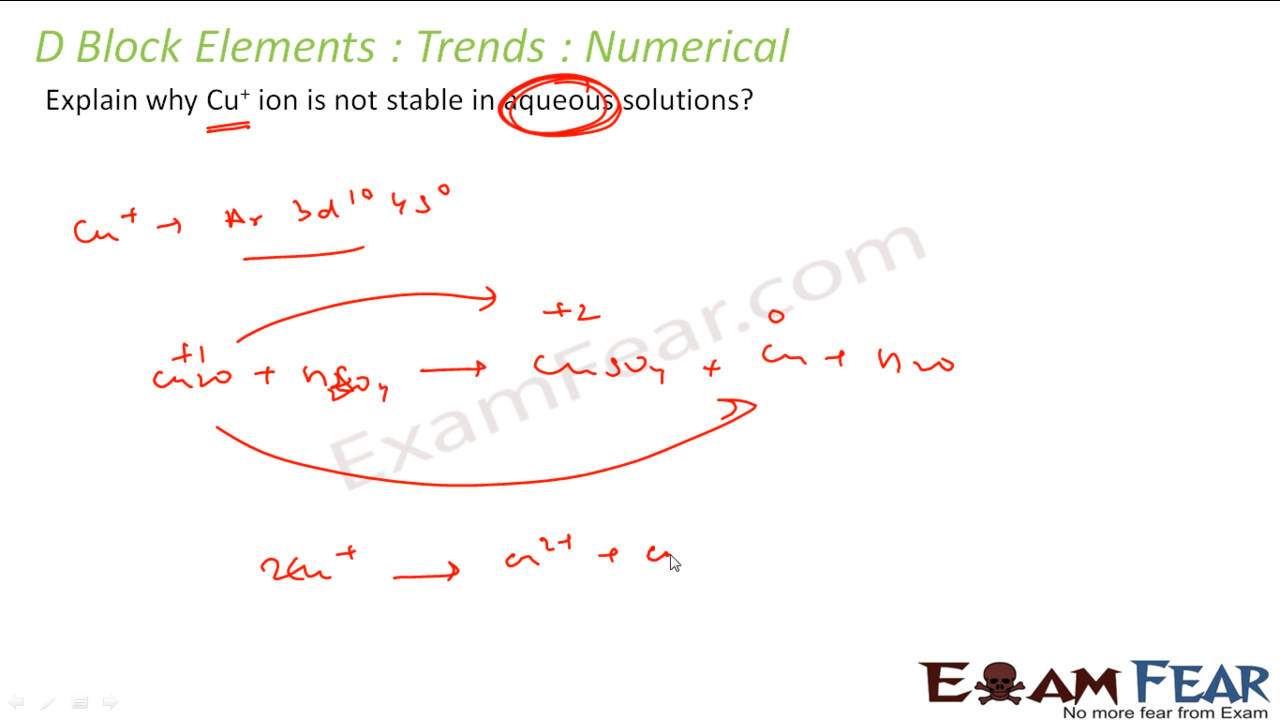 D Block Elements : Trends : Numerical
Explain why Cu⁺ ion is not stable in aqueous solutions?
Cu⁺ → Ar 3d¹⁰ 4s⁰
+1 +2 0
Cu2O + H2SO4 → CuSO4 + Cu + H2O
2Cu⁺ → Cu²⁺ + Cu
ExamFear.com
EXAM FEAR
No more fear from Exam